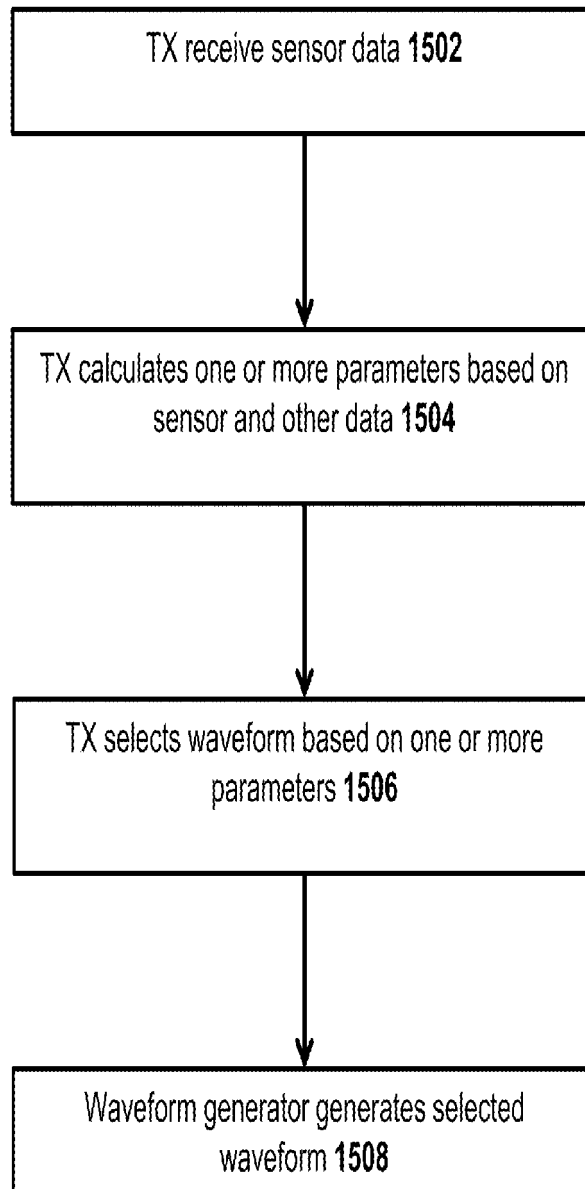 TX receive sensor data 1502
TX calculates one or more parameters based on
sensor and other data 1504
TX selects waveform based on one or more
parameters 1506
Waveform generator generates selected
waveform 1508